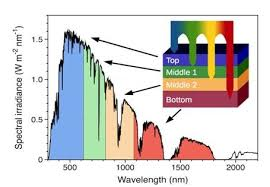 Spectral irradiance (W m⁻² nm⁻¹)
1.5
1.0
0.5
0
500
1000
1500
2000
Wavelength (nm)
Top
Middle 1
Middle 2
Bottom